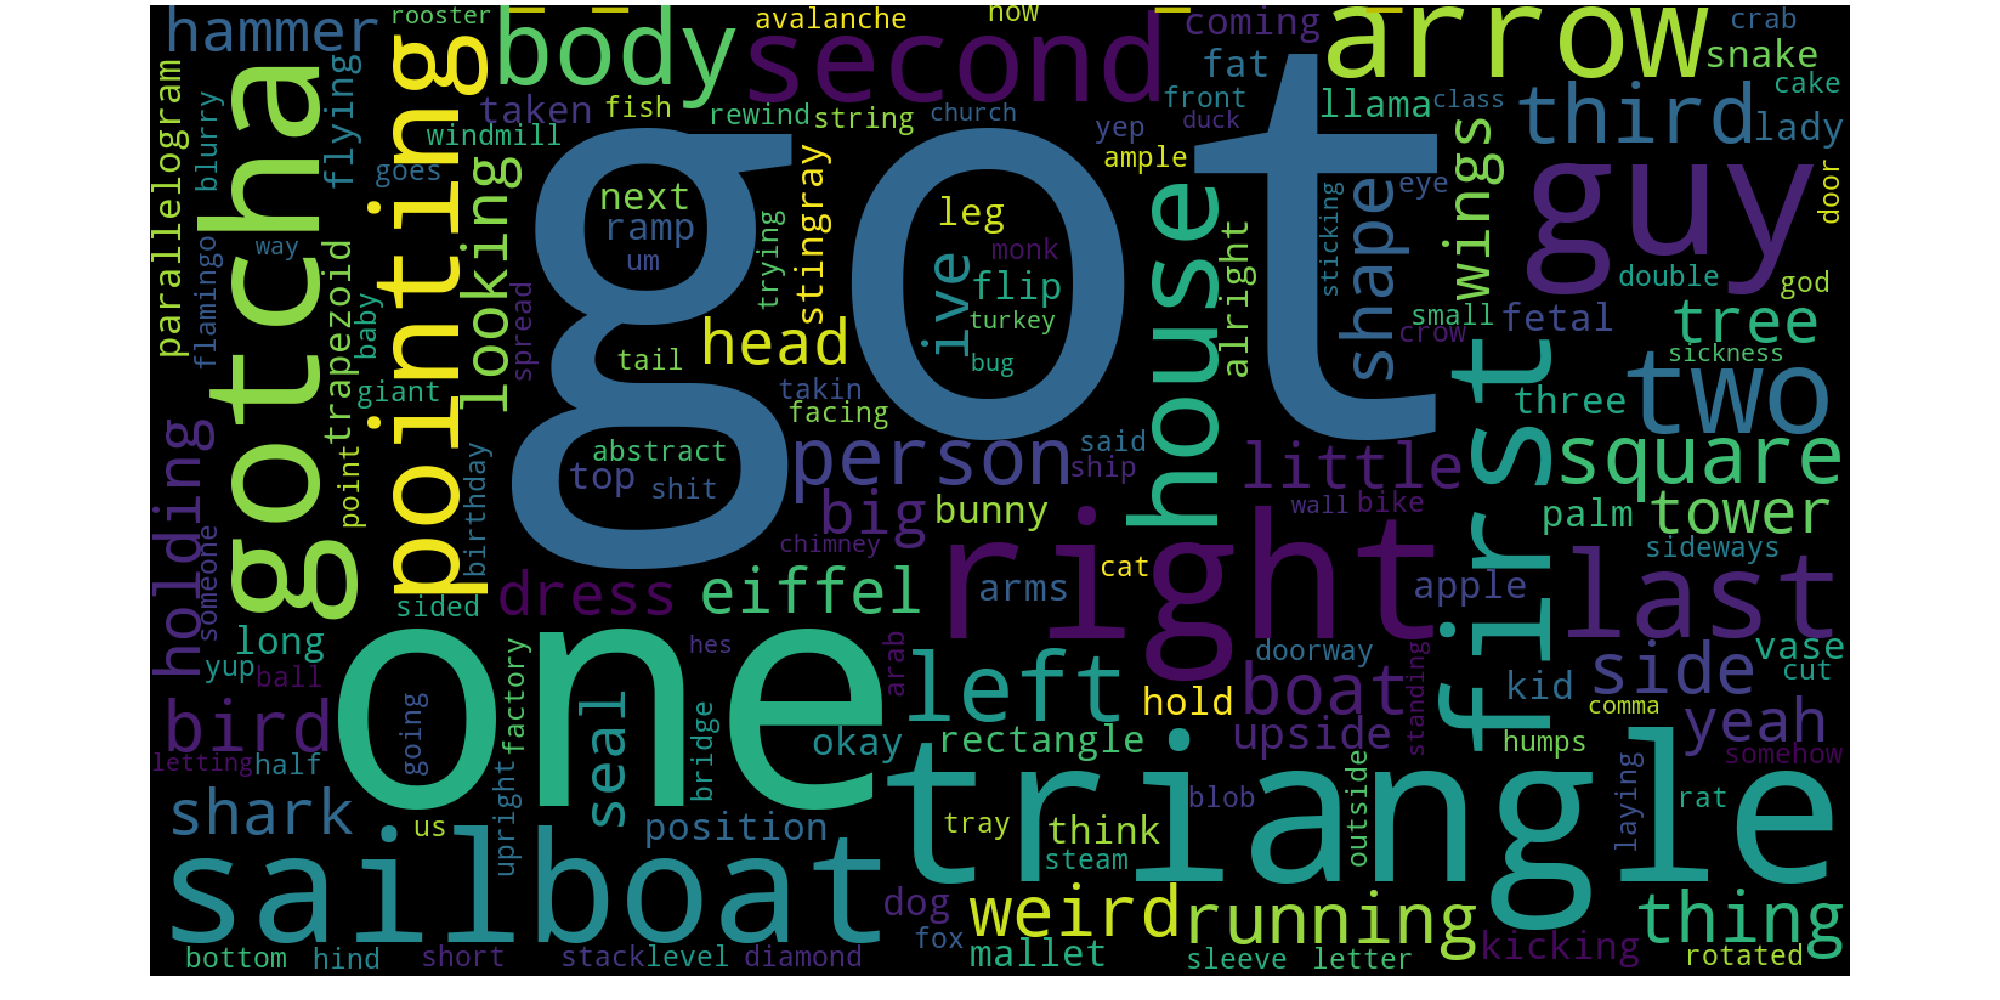 rooster
avalanche
now
coming
crab
hammer
body
second
arrow
snake
fat
cake
parallelogram
blurry
flying
gotcha
pointing
taken
fish
rewind
string
church
front
llama
class
third
lady
windmill
yep
duck
got
goes
looking
next
ramp
um
trying
stingray
ample
leg
monk
ive
flip
turkey
bug
house
alright
sticking
shape
eye
wings
guy
door
double
god
way
flamingo
trapezoid
baby
spread
giant
tail
head
small
fetal
tree
crow
sickness
takin
facing
three
two
holding
point
birthday
abstract
top
shit
person
said
ship
little
first
square
big
bunny
wall
bike
palm
tower
someone
chimney
right
sideways
dress
eiffel
arms
cat
apple
last
sided
long
yup
ball
one
hes
arab
left
doorway
boat
standing
side
vase
cut
hold
kid
comma
yeah
bird
going
factory
seal
bridge
okay
rectangle
upside
humps
somehow
letting
half
triangle
shark
us
upright
position
tray
think
blob
outside
laying
rat
steam
sailboat
dog
weird
running
thing
fox
mallet
kicking
bottom
hind
short
stack
level
diamond
sleeve
letter
rotated